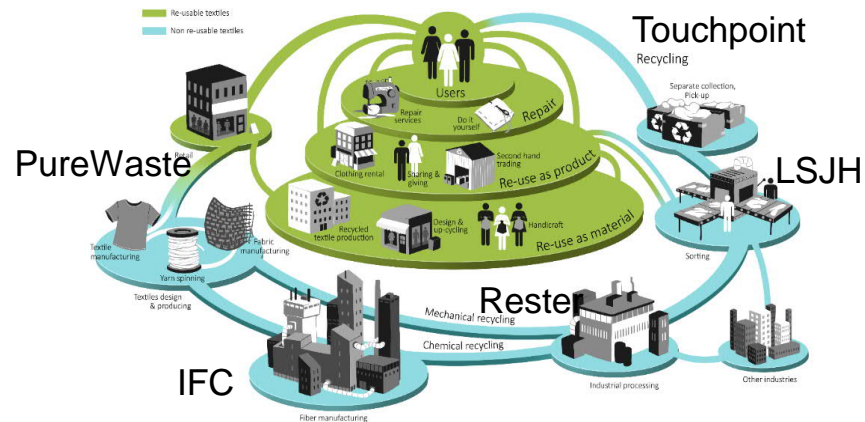 Re-usable textiles
Non re-usable textiles
Touchpoint
Recycling
Separate collection,
Pick-up
Users
Repair
services
Do it
yourself
Repair
Retail
PureWaste
Clothing rental
Sharing &
giving
Second hand
trading
Re-use as product
LSJH
Recycled
textile production
Design &
up-cycling
Handicraft
Re-use as material
Sorting
Textile
manufacturing
Fabric
manufacturing
Yarn spinning
Textiles design
& producing
Rester
Mechanical recycling
Chemical recycling
IFC
Industrial processing
Other industries
Fiber manufacturing